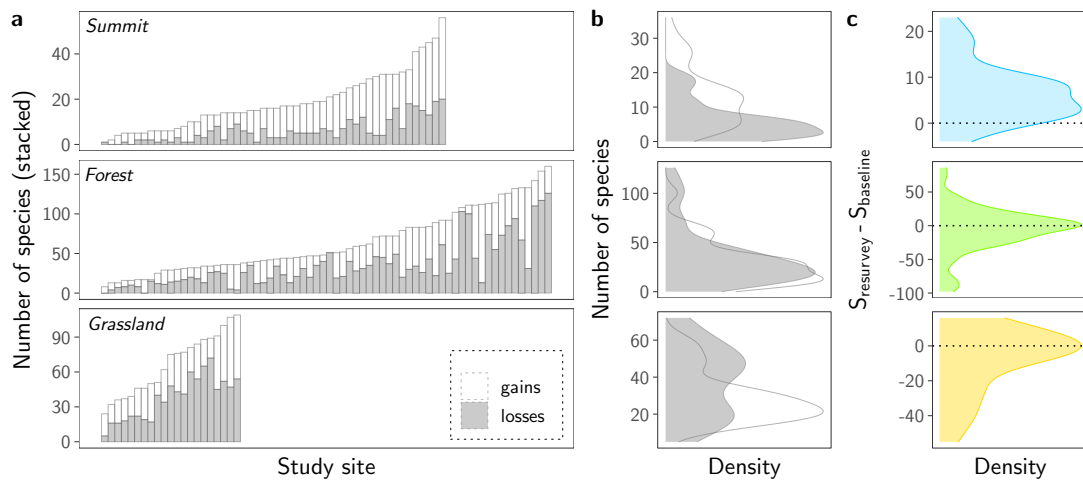 a
b
c
Number of species (stacked)
Summit
40
20
0
Forest
150
100
50
0
Grassland
90
60
30
0
gains
losses
Study site
Number of species
30
20
10
0
100
50
0
60
40
20
Density
Sresurvey - Sbaseline
20
10
0
50
0
-50
-100
0
-20
-40
Density